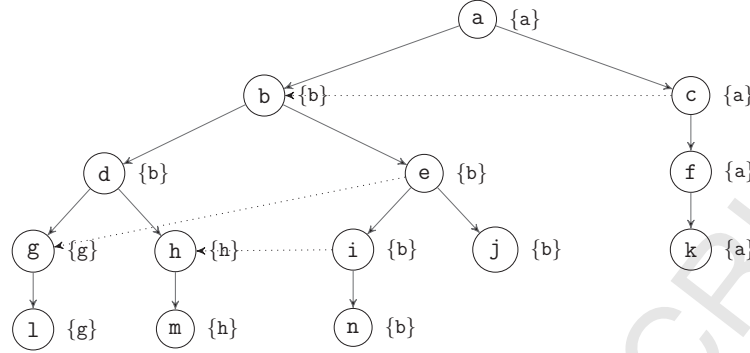 a {a}
b {b} c {a}
d {b} e {b} f {a}
g {g} h {h} i {b} j {b} k {a}
l {g} m {h} n {b}